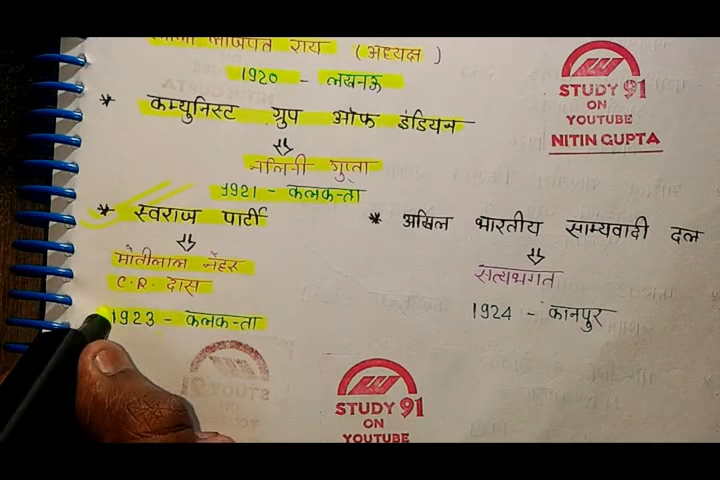 लाला लाजपत राय (अध्यक्ष)
1920 - लखनऊ
* कम्युनिस्ट ग्रुप ऑफ इंडियन
नलिनी गुप्ता
1921 - कलकत्ता
* स्वराज पार्टी
मोतीलाल नेहरू
C.R. दास
1923 - कलकत्ता
* अखिल भारतीय साम्यवादी दल
सत्यभगत
1924 - कानपुर
STUDY 91
ON
YOUTUBE
NITIN GUPTA
STUDY 91
ON
YOUTUBE